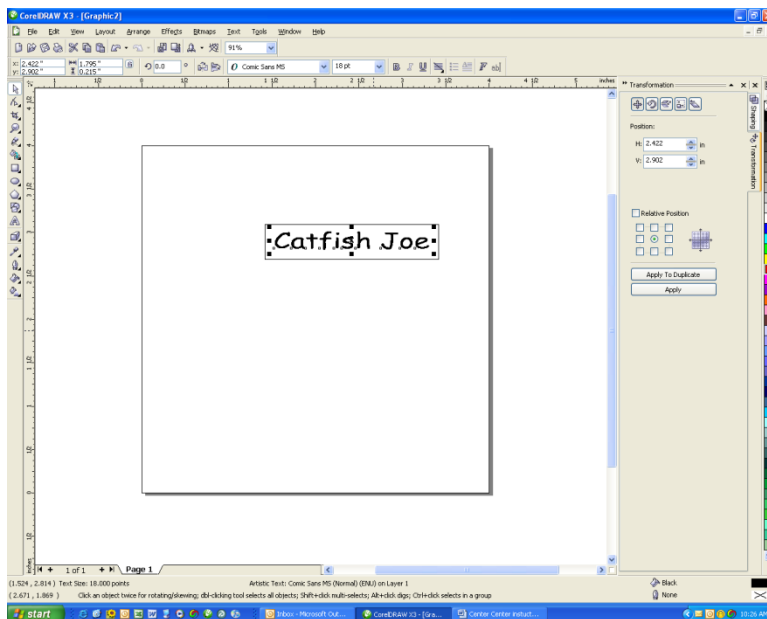 CorelDRAW X3 - [Graphic2]
File Edit View Layout Arrange Effects Bitmaps Text Tools Window Help
91%
x: 2.422 " 1.795 " 0.0 ° Comic Sans MS 18 pt
y: 2.902 " 0.215 "
inches
Transformation
Position:
H: 2.422 in
V: 2.902 in
Relative Position
Apply To Duplicate
Apply
Shaping
Transformation
Catfish Joe
1 of 1 Page 1
(1.524 , 2.814 ) Text Size: 18.000 points Artistic Text: Comic Sans MS (Normal) (ENU) on Layer 1 Black
(2.671 , 1.869 ) Click an object twice for rotating/skewing; dbl-clicking tool selects all objects; Shift+click multi-selects; Alt+click digs; Ctrl+click selects in a group None
start Inbox - Microsoft Out... CorelDRAW X3 - [Gra... Center Center instuct... 10:26 AM